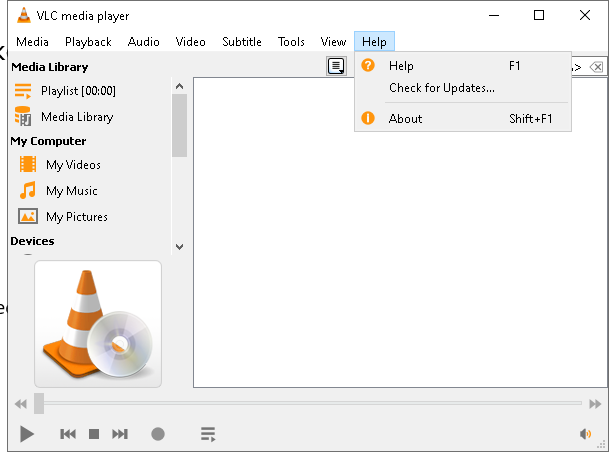 VLC media player
Media Playback Audio Video Subtitle Tools View Help
Media Library
Playlist [00:00]
Media Library
My Computer
My Videos
My Music
My Pictures
Devices
Help F1
Check for Updates...
About Shift+F1